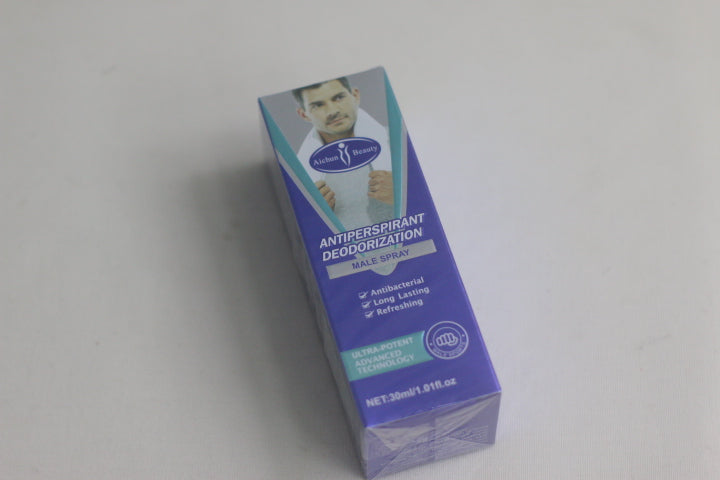 Aichun Beauty
ANTIPERSPIRANT
DEODORIZATION
MALE SPRAY
Antibacterial
Long Lasting
Refreshing
ULTRA-POTENT
ADVANCED
TECHNOLOGY
NET:30ml/1.01fl.oz